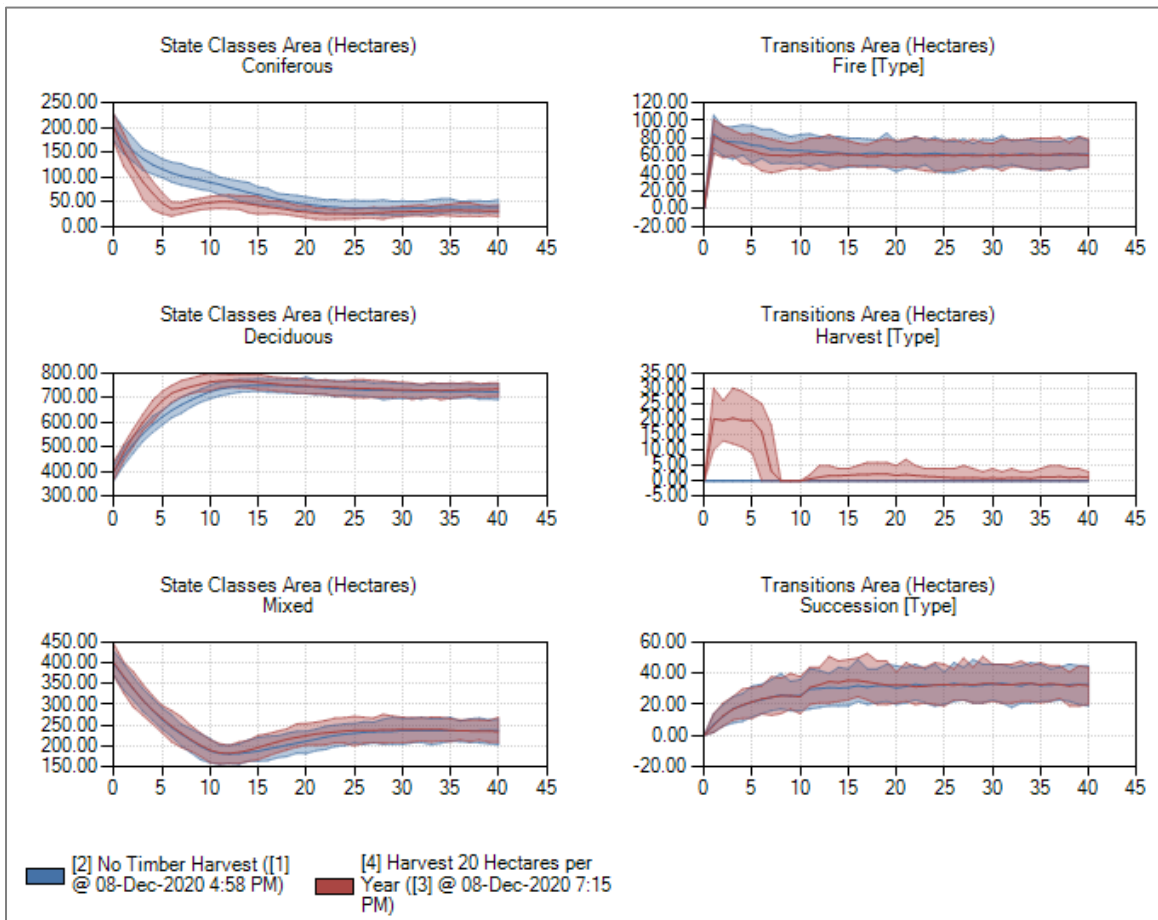 State Classes Area (Hectares)
Coniferous
250.00
200.00
150.00
100.00
50.00
0.00
0 5 10 15 20 25 30 35 40 45
Transitions Area (Hectares)
Fire [Type]
120.00
100.00
80.00
60.00
40.00
20.00
0.00
-20.00
0 5 10 15 20 25 30 35 40 45
State Classes Area (Hectares)
Deciduous
800.00
700.00
600.00
500.00
400.00
300.00
0 5 10 15 20 25 30 35 40 45
Transitions Area (Hectares)
Harvest [Type]
35.00
30.00
25.00
20.00
15.00
10.00
5.00
0.00
-5.00
0 5 10 15 20 25 30 35 40 45
State Classes Area (Hectares)
Mixed
450.00
400.00
350.00
300.00
250.00
200.00
150.00
0 5 10 15 20 25 30 35 40 45
Transitions Area (Hectares)
Succession [Type]
60.00
40.00
20.00
0.00
-20.00
0 5 10 15 20 25 30 35 40 45
[2] No Timber Harvest ([1]
@ 08-Dec-2020 4:58 PM)
[4] Harvest 20 Hectares per
Year ([3] @ 08-Dec-2020 7:15
PM)